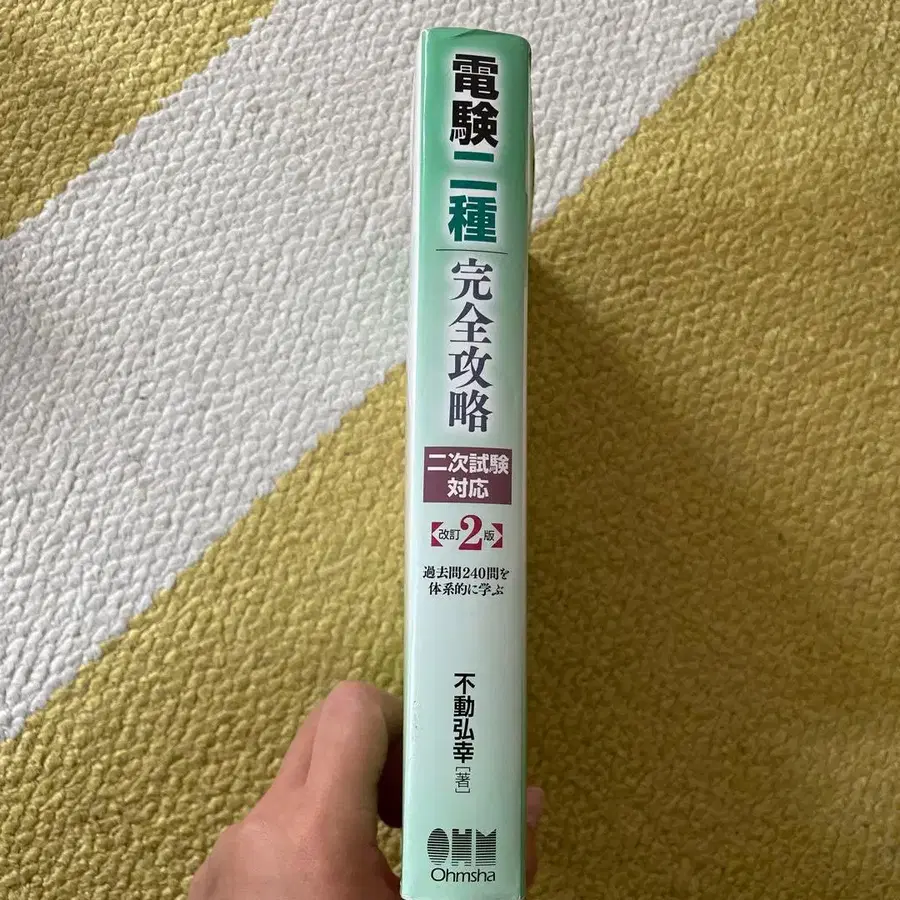 電験二種
完全攻略
二次試験
対応
改訂2版
過去問240問を
体系的に学ぶ
不動弘幸[著]
OHM
Ohmsha